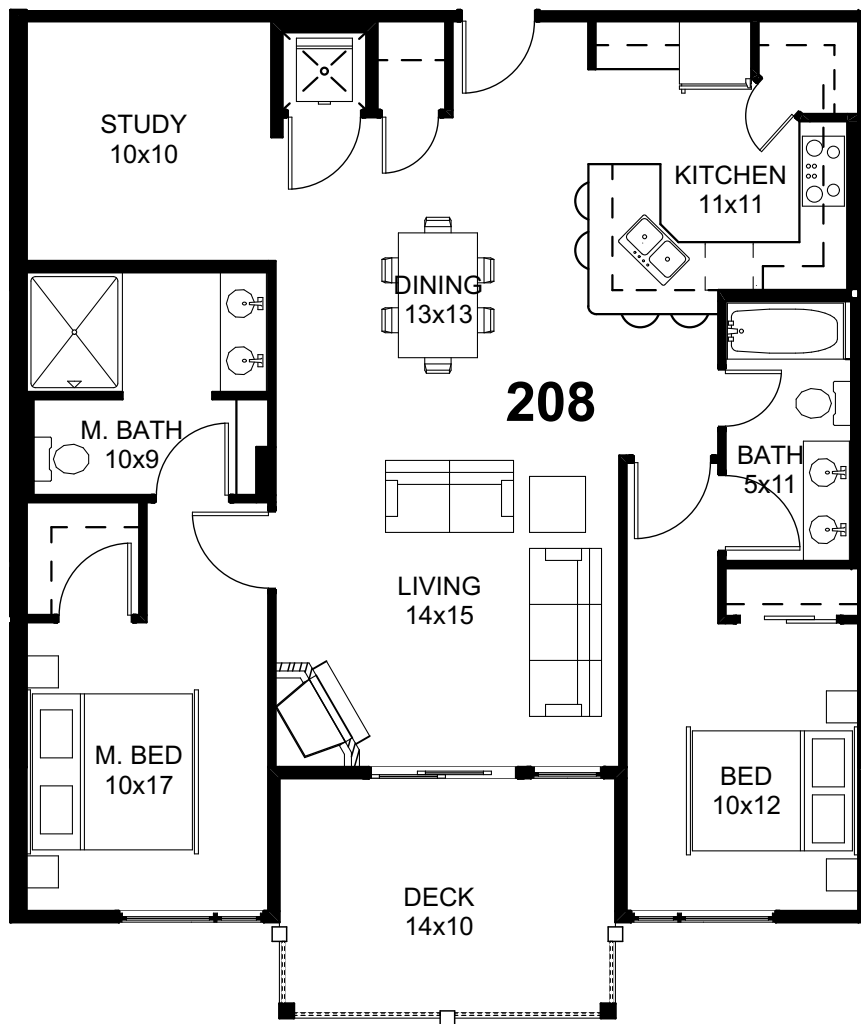 STUDY
10x10
KITCHEN
11x11
DINING
13x13
208
M. BATH
10x9
BATH
5x11
LIVING
14x15
M. BED
10x17
BED
10x12
DECK
14x10